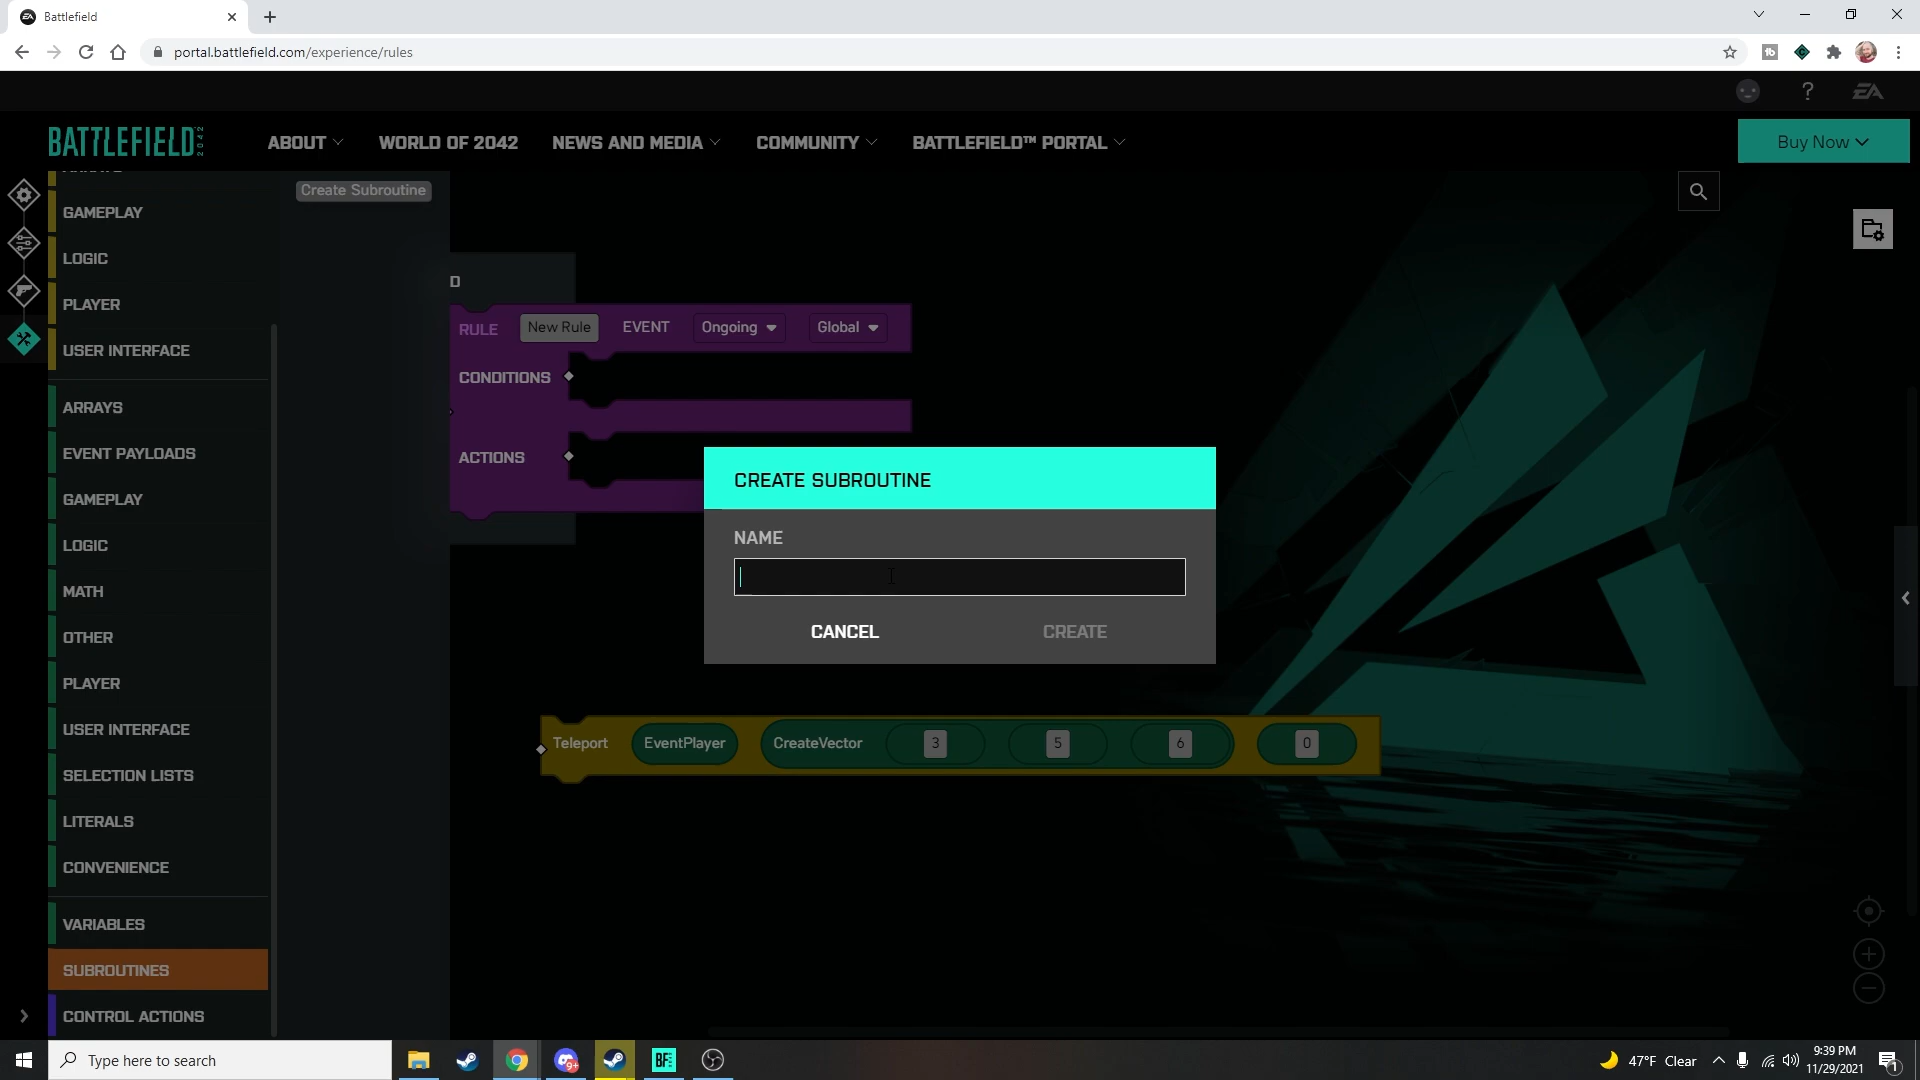 Battlefield
portal.battlefield.com/experience/rules
BATTLEFIELD 2042
ABOUT
WORLD OF 2042
NEWS AND MEDIA
COMMUNITY
BATTLEFIELD™ PORTAL
Buy Now
ARRAYS
GAMEPLAY
LOGIC
PLAYER
USER INTERFACE
ARRAYS
EVENT PAYLOADS
GAMEPLAY
LOGIC
MATH
OTHER
PLAYER
USER INTERFACE
SELECTION LISTS
LITERALS
CONVENIENCE
VARIABLES
SUBROUTINES
CONTROL ACTIONS
Create Subroutine
D
RULE New Rule EVENT Ongoing Global
CONDITIONS
ACTIONS
CREATE SUBROUTINE
NAME
CANCEL CREATE
Teleport EventPlayer CreateVector 3 5 6 0
Type here to search
BF
9+
47°F Clear
9:39 PM
11/29/2021
1